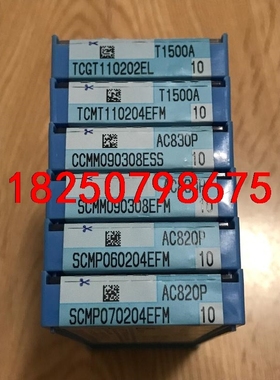 T1500A
TCGT110202EL 10
T1500A
TCMT110204EFM 10
AC830P
CCMM090308ESS 10
18250798675
SCMM090308EFM 10
AC820P
SCMP060204EFM 10
AC820P
SCMP070204EFM 10